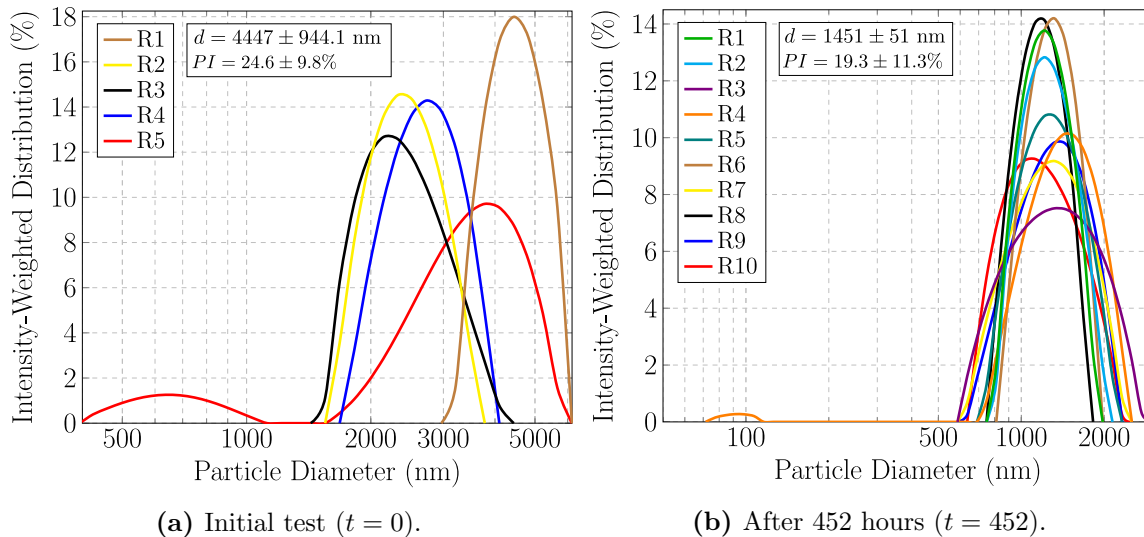 Intensity-Weighted Distribution (%)
18
16
14
12
10
8
6
4
2
0
R1
R2
R3
R4
R5
d = 4447 ± 944.1 nm
PI = 24.6 ± 9.8%
500
1000
2000
3000
5000
Particle Diameter (nm)
(a) Initial test (t = 0).
Intensity-Weighted Distribution (%)
14
12
10
8
6
4
2
0
R1
R2
R3
R4
R5
R6
R7
R8
R9
R10
d = 1451 ± 51 nm
PI = 19.3 ± 11.3%
100
500
1000
2000
Particle Diameter (nm)
(b) After 452 hours (t = 452).